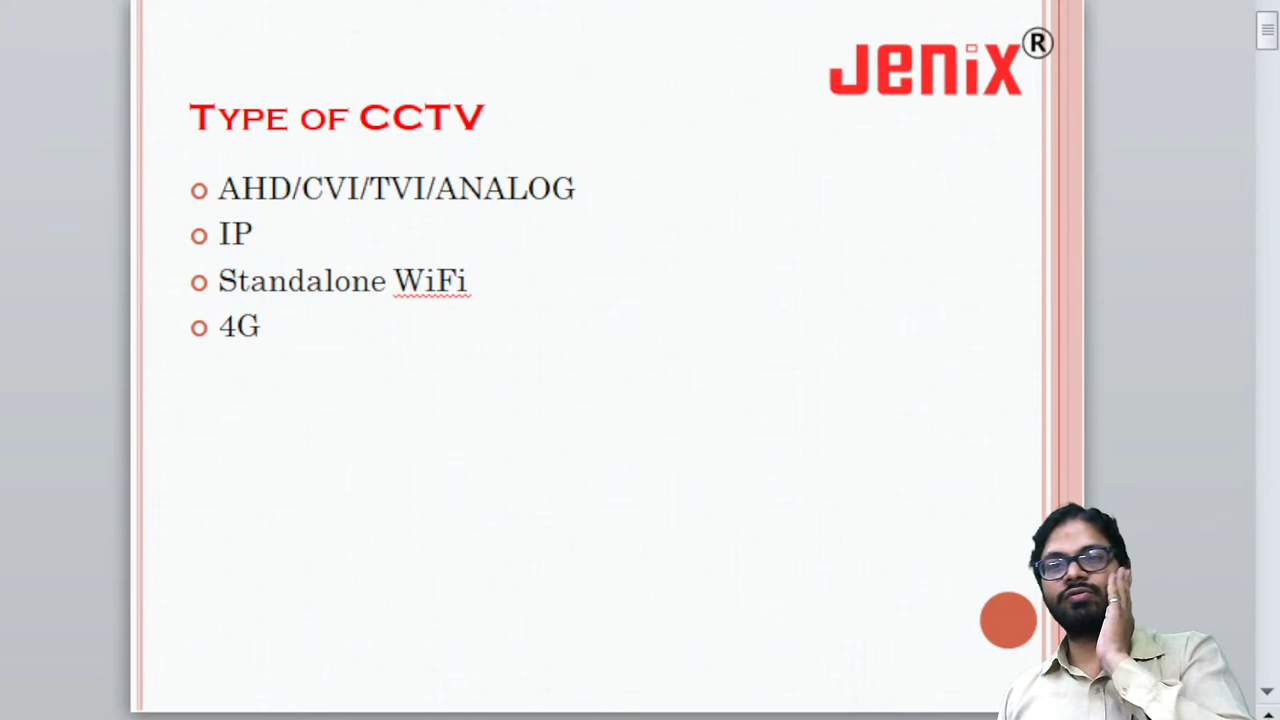 Jenix®
Type of CCTV
AHD/CVI/TVI/ANALOG
IP
Standalone WiFi
4G